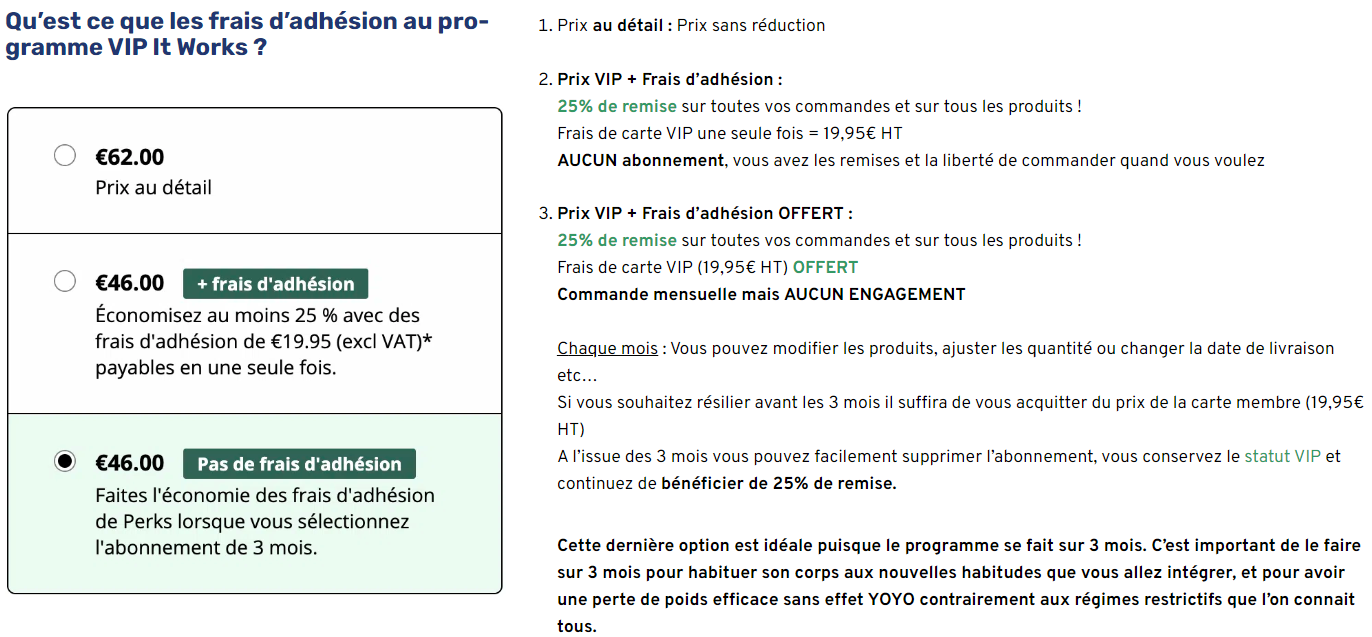 Qu’est ce que les frais d’adhésion au pro-
gramme VIP It Works ?
€62.00
Prix au détail
€46.00 + frais d'adhésion
Économisez au moins 25 % avec des
frais d'adhésion de €19.95 (excl VAT)*
payables en une seule fois.
€46.00 Pas de frais d'adhésion
Faites l'économie des frais d'adhésion
de Perks lorsque vous sélectionnez
l'abonnement de 3 mois.
1. Prix au détail : Prix sans réduction
2. Prix VIP + Frais d’adhésion :
25% de remise sur toutes vos commandes et sur tous les produits !
Frais de carte VIP une seule fois = 19,95€ HT
AUCUN abonnement, vous avez les remises et la liberté de commander quand vous voulez
3. Prix VIP + Frais d’adhésion OFFERT :
25% de remise sur toutes vos commandes et sur tous les produits !
Frais de carte VIP (19,95€ HT) OFFERT
Commande mensuelle mais AUCUN ENGAGEMENT
Chaque mois : Vous pouvez modifier les produits, ajuster les quantité ou changer la date de livraison
etc…
Si vous souhaitez résilier avant les 3 mois il suffira de vous acquitter du prix de la carte membre (19,95€
HT)
A l’issue des 3 mois vous pouvez facilement supprimer l’abonnement, vous conservez le statut VIP et
continuez de bénéficier de 25% de remise.
Cette dernière option est idéale puisque le programme se fait sur 3 mois. C’est important de le faire
sur 3 mois pour habituer son corps aux nouvelles habitudes que vous allez intégrer, et pour avoir
une perte de poids efficace sans effet YOYO contrairement aux régimes restrictifs que l’on connait
tous.